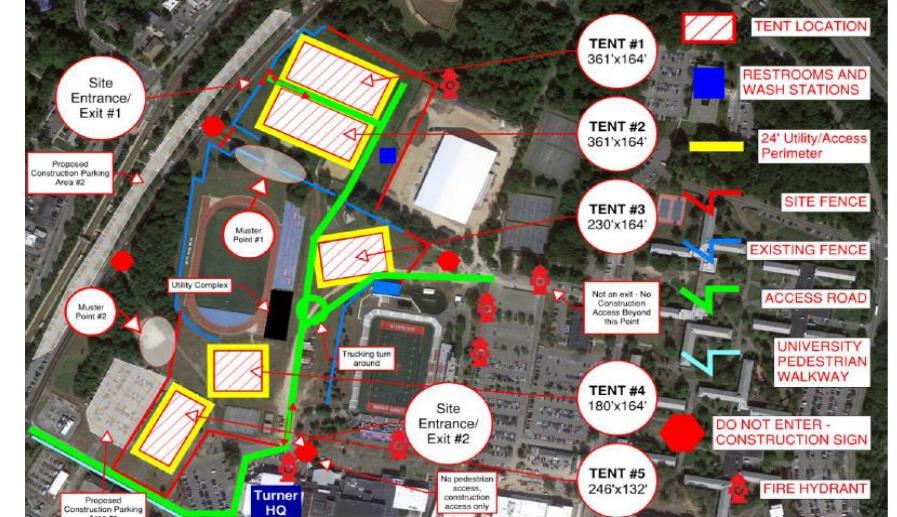 Site
Entrance/
Exit #1
Proposed
Construction Parking
Area #2
Muster
Point #1
Utility Complex
Muster
Point #2
Trucking turn
around
Site
Entrance/
Exit #2
No pedestrian
access,
construction
access only
Turner
HQ
Proposed
Construction Parking
Not an exit - No
Construction
Access Beyond
this Point
TENT #1
361'x164'
TENT #2
361'x164'
TENT #3
230'x164'
TENT #4
180'x164'
TENT #5
246'x132'
TENT LOCATION
RESTROOMS AND
WASH STATIONS
24' Utility/Access
Perimeter
SITE FENCE
EXISTING FENCE
ACCESS ROAD
UNIVERSITY
PEDESTRIAN
WALKWAY
DO NOT ENTER -
CONSTRUCTION SIGN
FIRE HYDRANT